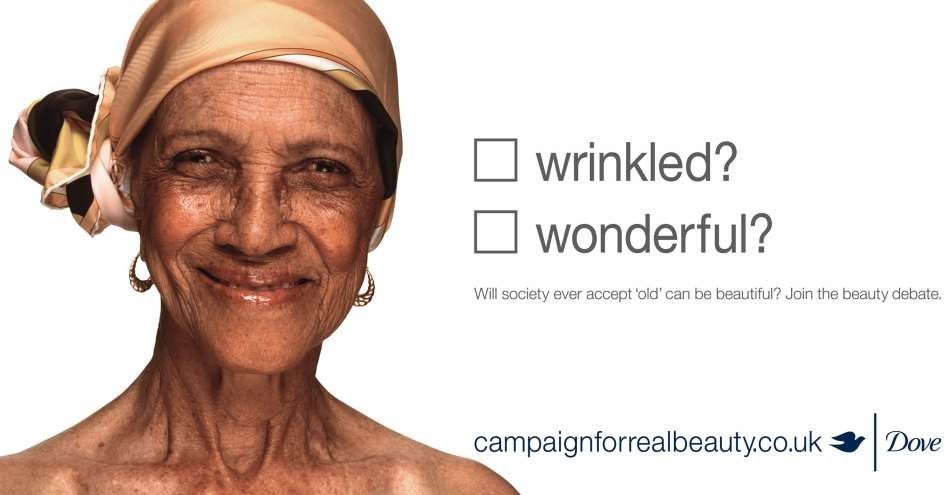 wrinkled?
wonderful?
Will society ever accept ‘old’ can be beautiful? Join the beauty debate.
campaignforrealbeauty.co.uk Dove